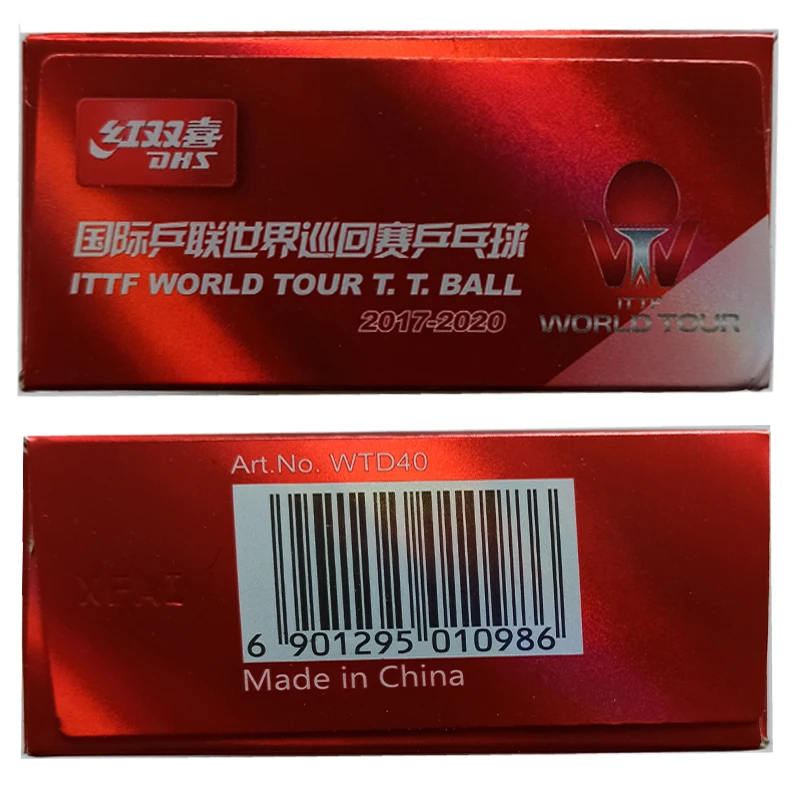 红双喜
DHS
国际乒联世界巡回赛乒乓球
ITTF WORLD TOUR T. T. BALL
2017-2020
ITTF
WORLD TOUR
Art.No. WTD40
XFAI
6 901295 010986
Made in China